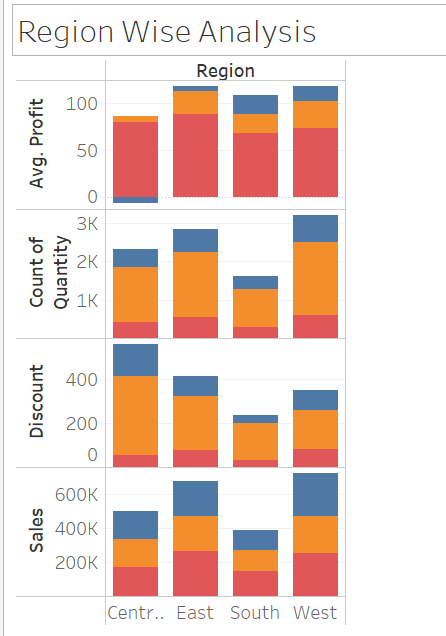 Region Wise Analysis
Region
Avg. Profit
100
50
0
Count of
Quantity
3K
2K
1K
Discount
400
200
0
Sales
600K
400K
200K
Centr.. East South West